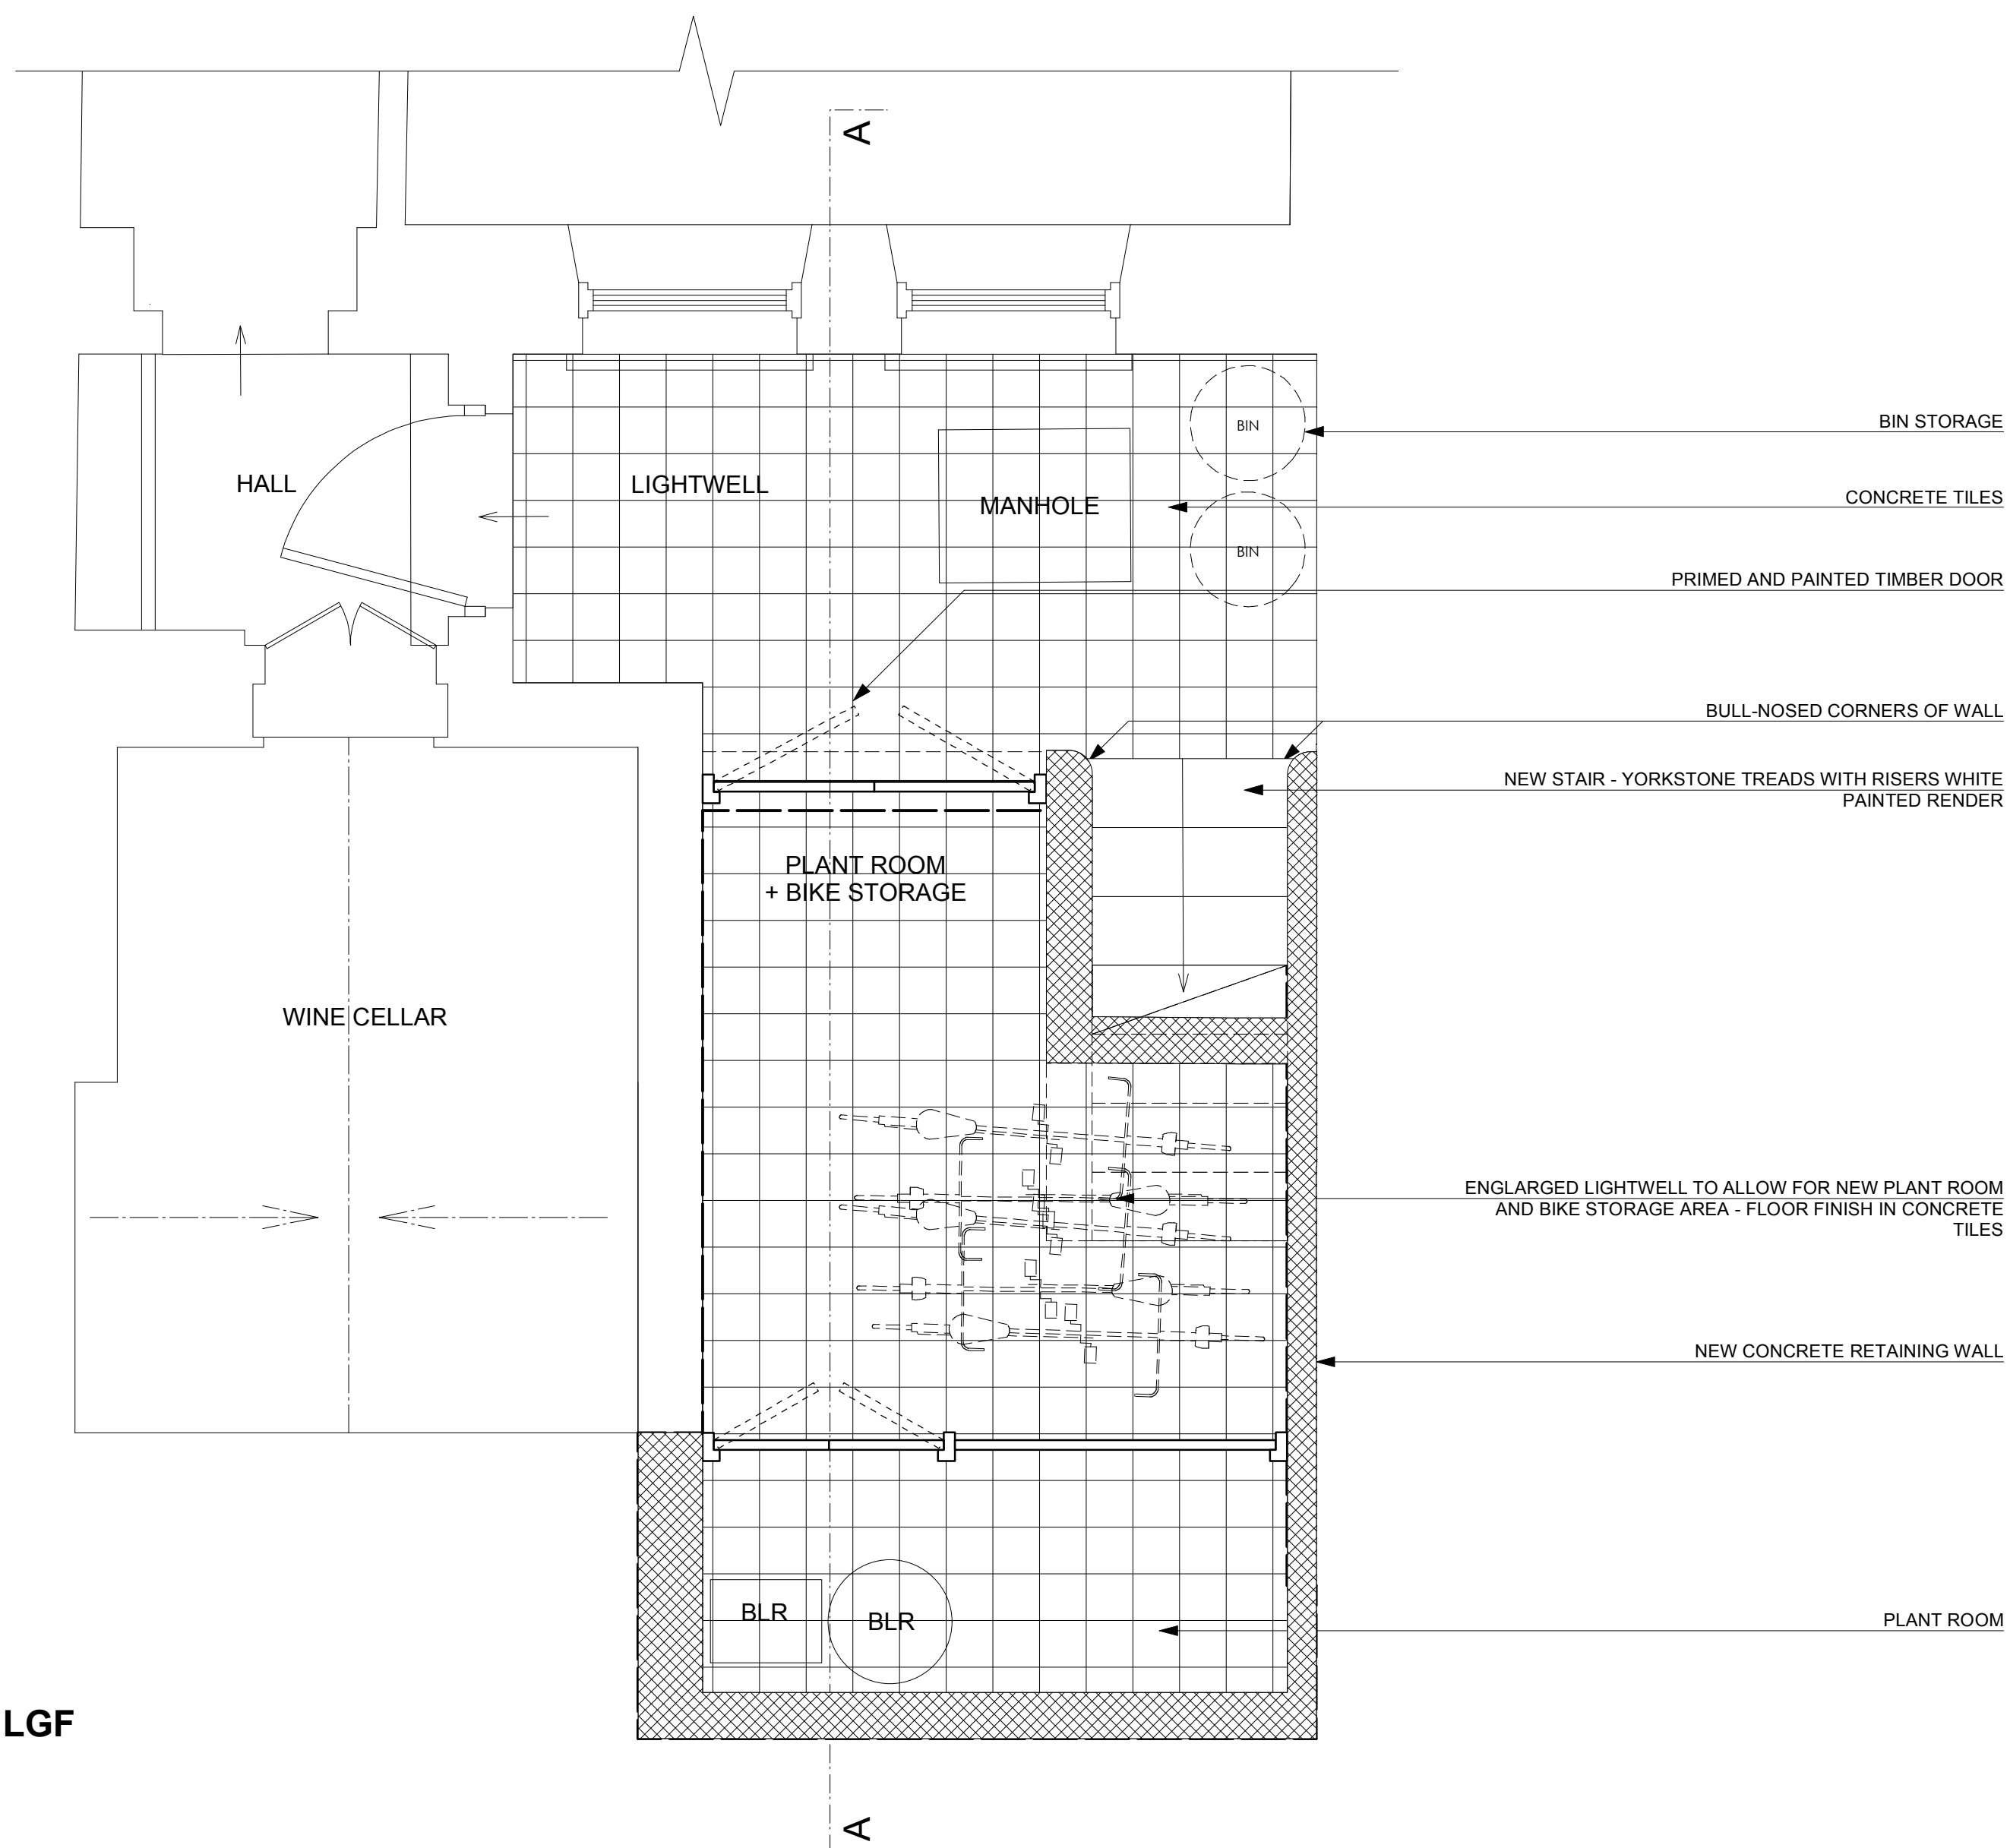 A
BIN STORAGE
BIN
HALL
LIGHTWELL
MANHOLE
CONCRETE TILES
BIN
PRIMED AND PAINTED TIMBER DOOR
BULL-NOSED CORNERS OF WALL
NEW STAIR - YORKSTONE TREADS WITH RISERS WHITE
PAINTED RENDER
PLANT ROOM
+ BIKE STORAGE
WINE CELLAR
ENGLARGED LIGHTWELL TO ALLOW FOR NEW PLANT ROOM
AND BIKE STORAGE AREA - FLOOR FINISH IN CONCRETE
TILES
NEW CONCRETE RETAINING WALL
BLR
BLR
PLANT ROOM
LGF
A